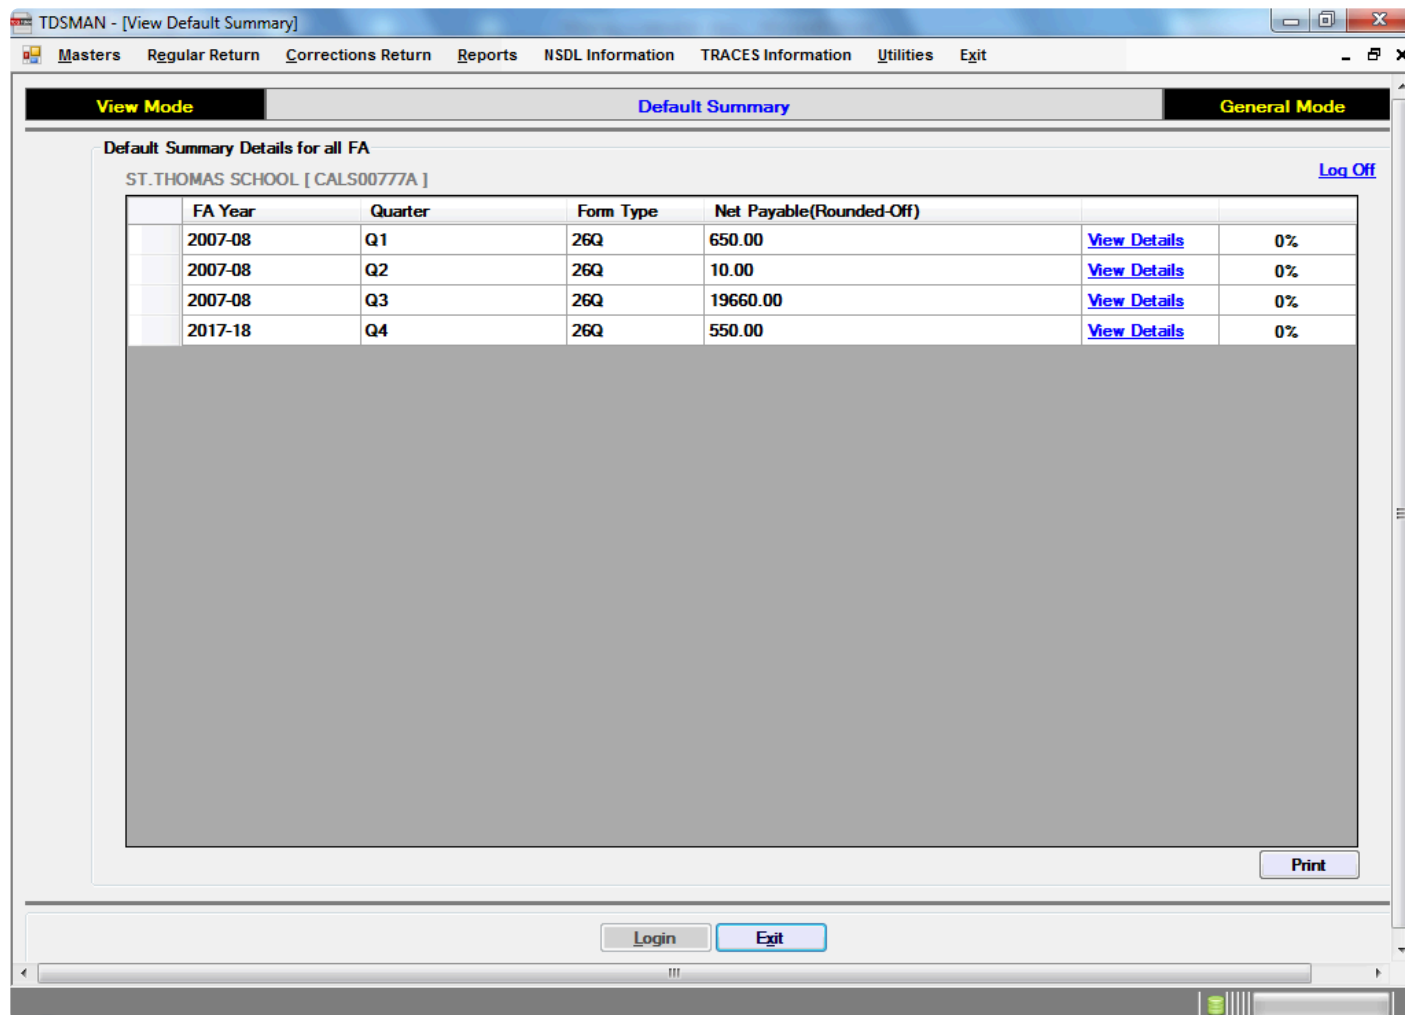 TDSMAN - [View Default Summary]
Masters Regular Return Corrections Return Reports NSDL Information TRACES Information Utilities Exit
View Mode Default Summary General Mode
Default Summary Details for all FA
Log Off
ST.THOMAS SCHOOL [ CALS00777A ]
FA Year Quarter Form Type Net Payable(Rounded-Off)
2007-08 Q1 26Q 650.00 View Details 0%
2007-08 Q2 26Q 10.00 View Details 0%
2007-08 Q3 26Q 19660.00 View Details 0%
2017-18 Q4 26Q 550.00 View Details 0%
Print
Login Exit